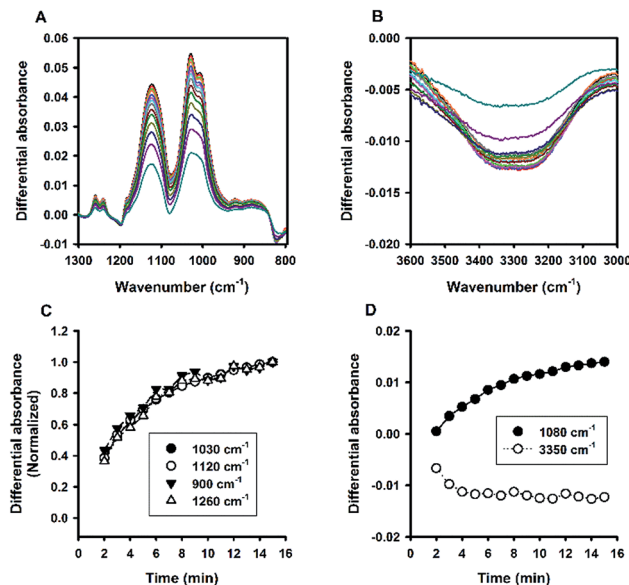 A
0.06
0.05
0.04
0.03
0.02
0.01
0.00
-0.01
Differential absorbance
1300 1200 1100 1000 900 800
Wavenumber (cm-1)
B
0.000
-0.005
-0.010
-0.015
-0.020
Differential absorbance
3600 3500 3400 3300 3200 3100 3000
Wavenumber (cm-1)
C
1.2
1.0
0.8
0.6
0.4
0.2
0.0
Differential absorbance
(Normalized)
1030 cm-1
1120 cm-1
900 cm-1
1260 cm-1
0 2 4 6 8 10 12 14 16
Time (min)
D
0.02
0.01
0.00
-0.01
-0.02
Differential absorbance
1080 cm-1
3350 cm-1
0 2 4 6 8 10 12 14 16
Time (min)